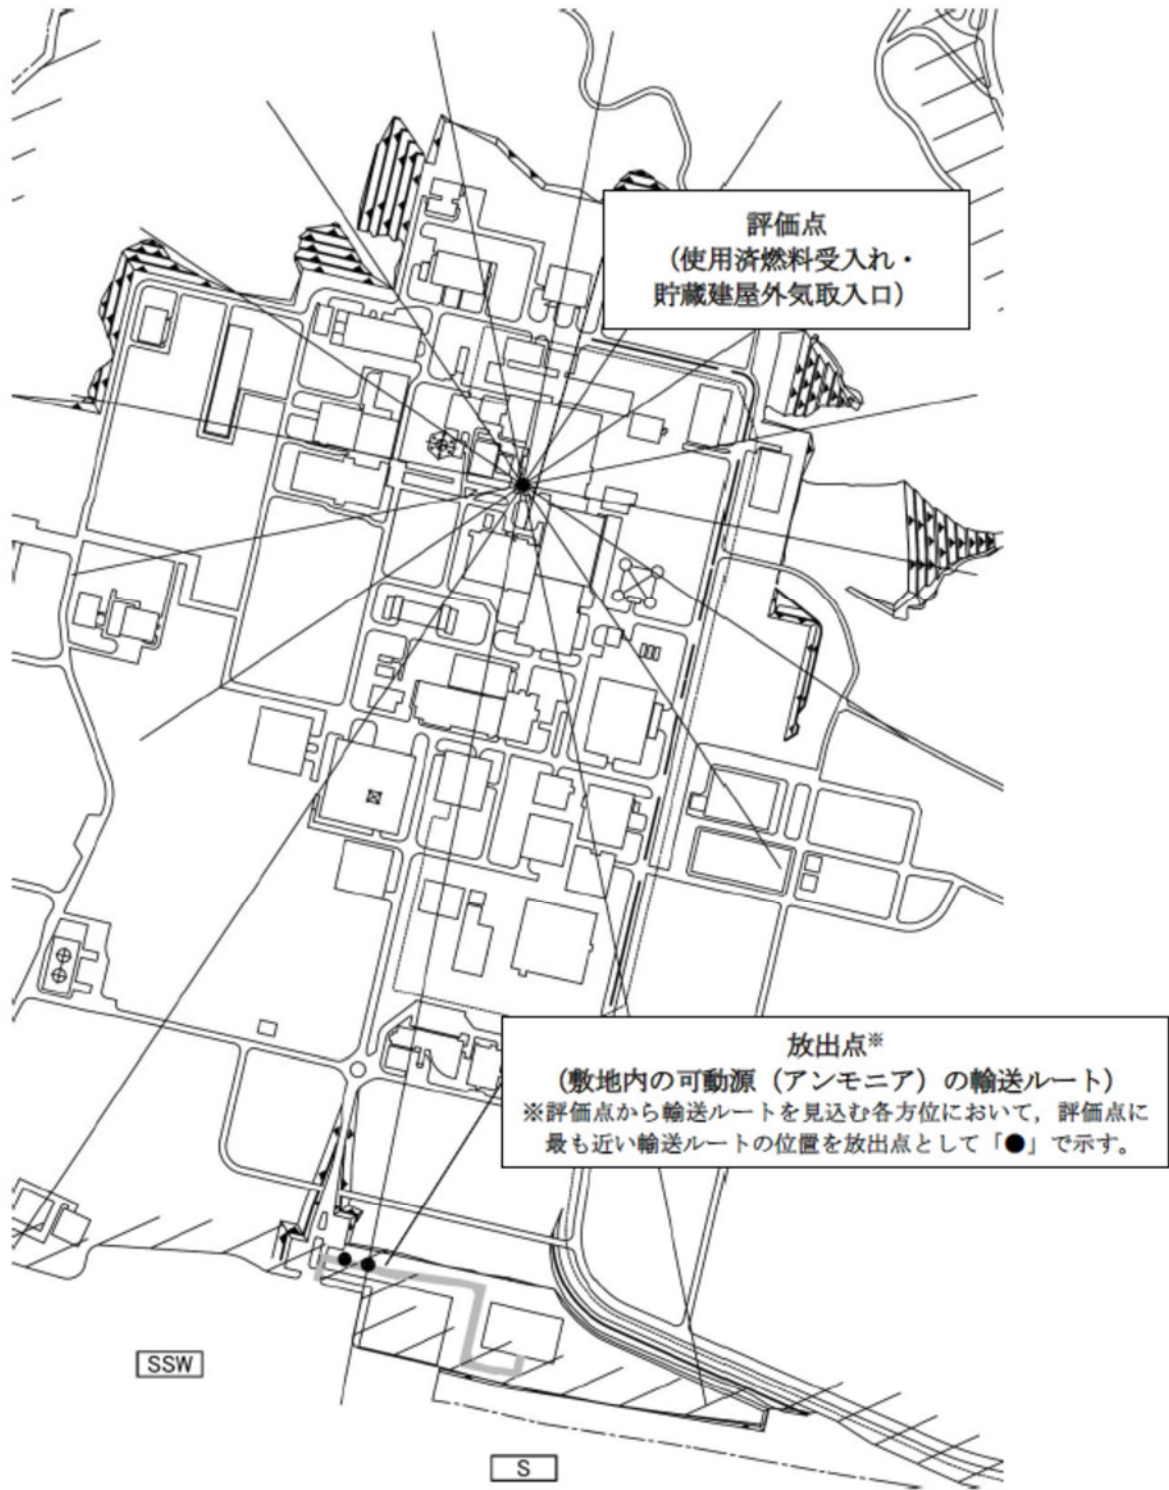 評価点
(使用済燃料受入れ・
貯蔵建屋外気取入口)
放出点※
(敷地内の可動源(アンモニア)の輸送ルート)
※評価点から輸送ルートを見込む各方位において,評価点に
最も近い輸送ルートの位置を放出点として「●」で示す。
SSW
S